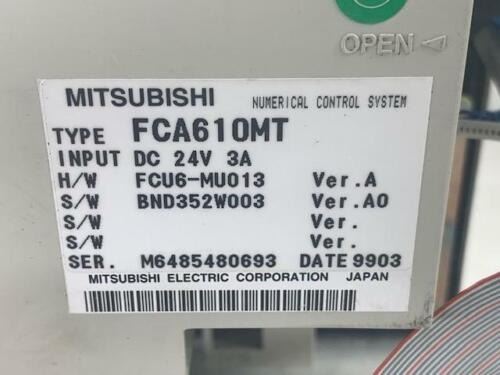 OPEN ◁
MITSUBISHI NUMERICAL CONTROL SYSTEM
TYPE FCA610MT
INPUT DC 24V 3A
H/W FCU6-MU013 Ver.A
S/W BND352W003 Ver.A0
S/W Ver.
S/W Ver.
SER. M6485480693 DATE 9903
MITSUBISHI ELECTRIC CORPORATION JAPAN